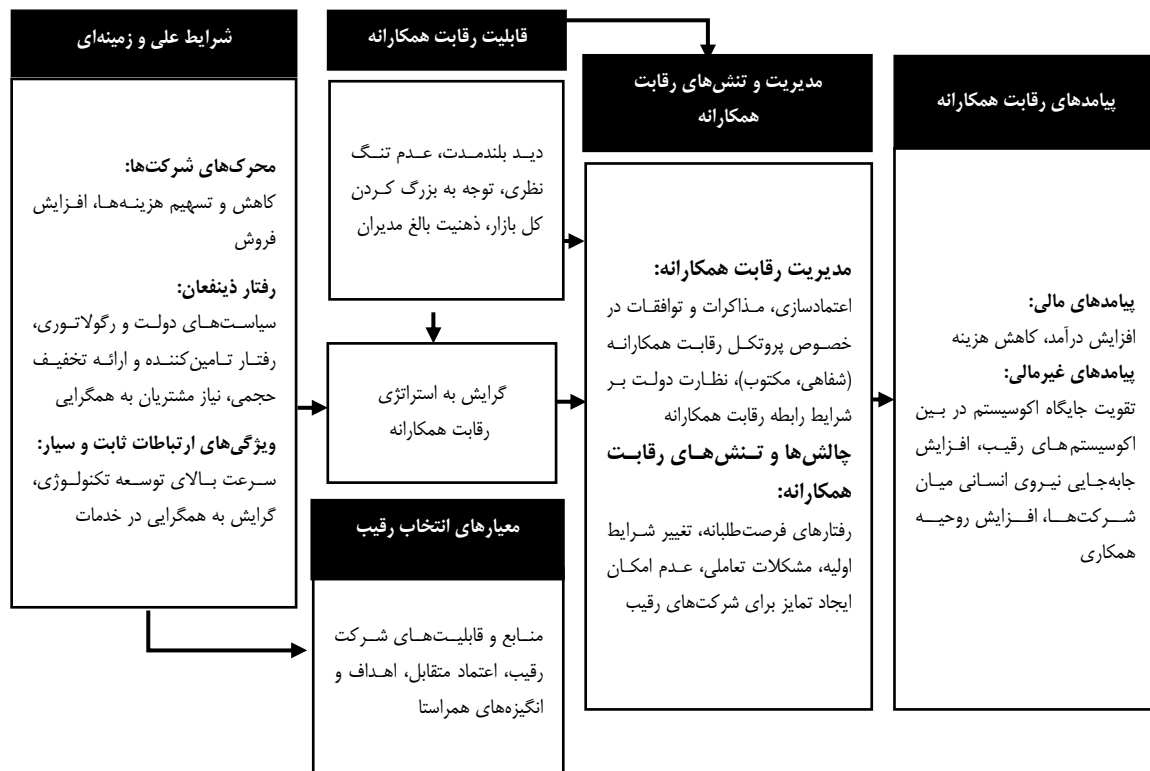 شرایط علی و زمینه‌ای
محرک‌های شرکت‌ها:
کاهش و تسهیم هزینه‌ها، افزایش
فروش
رفتار ذینفعان:
سیاست‌های دولت و رگولاتوری،
رفتار تامین‌کننده و ارائه تخفیف
حجمی، نیاز مشتریان به همگرایی
ویژگی‌های ارتباطات ثابت و سیار:
سرعت بالای توسعه تکنولوژی،
گرایش به همگرایی در خدمات
قابلیت رقابت همکارانه
دید بلندمدت، عدم تنگ
نظری، توجه به بزرگ کردن
کل بازار، ذهنیت بالغ مدیران
گرایش به استراتژی
رقابت همکارانه
معیارهای انتخاب رقیب
منابع و قابلیت‌های شرکت
رقیب، اعتماد متقابل، اهداف و
انگیزه‌های همراستا
مدیریت و تنش‌های رقابت
همکارانه
مدیریت رقابت همکارانه:
اعتمادسازی، مذاکرات و توافقات در
خصوص پروتکل رقابت همکارانه
(شفاهی، مکتوب)، نظارت دولت بر
شرایط رابطه رقابت همکارانه
چالش‌ها و تنش‌های رقابت
همکارانه:
رفتارهای فرصت‌طلبانه، تغییر شرایط
اولیه، مشکلات تعاملی، عدم امکان
ایجاد تمایز برای شرکت‌های رقیب
پیامدهای رقابت همکارانه
پیامدهای مالی:
افزایش درآمد، کاهش هزینه
پیامدهای غیرمالی:
تقویت جایگاه اکوسیستم در بین
اکوسیستم‌های رقیب، افزایش
جابه‌جایی نیروی انسانی میان
شرکت‌ها، افزایش روحیه
همکاری